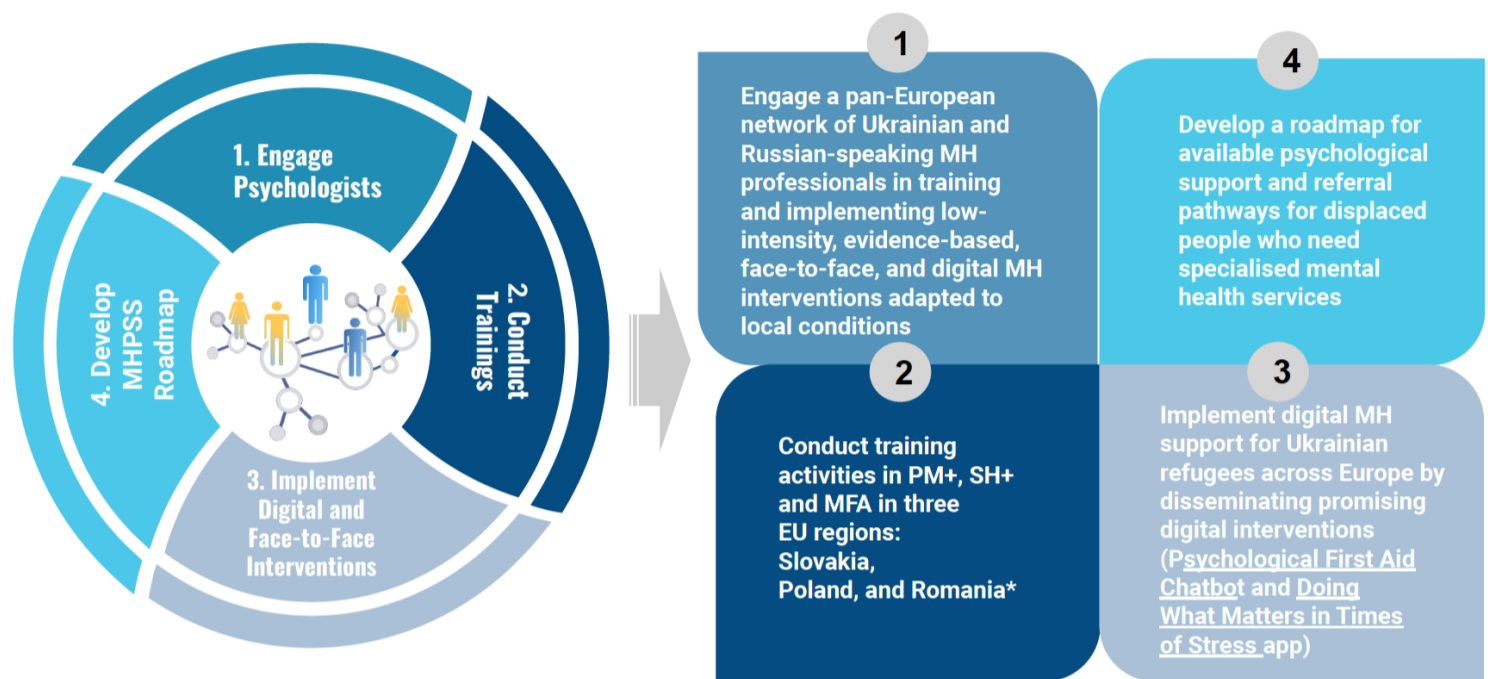 1. Engage
Psychologists
2. Conduct
Trainings
3. Implement
Digital and
Face-to-Face
Interventions
4. Develop
MHPSS
Roadmap
1
Engage a pan-European
network of Ukrainian and
Russian-speaking MH
professionals in training
and implementing low-
intensity, evidence-based,
face-to-face, and digital MH
interventions adapted to
local conditions
2
Conduct training
activities in PM+, SH+
and MFA in three
EU regions:
Slovakia,
Poland, and Romania*
3
Implement digital MH
support for Ukrainian
refugees across Europe by
disseminating promising
digital interventions
(Psychological First Aid
Chatbot and Doing
What Matters in Times
of Stress app)
4
Develop a roadmap for
available psychological
support and referral
pathways for displaced
people who need
specialised mental
health services